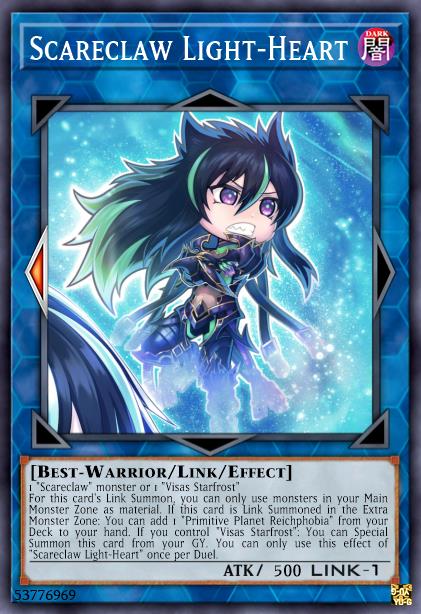 SCARECLAW LIGHT-HEART
DARK
闇
[BEST-WARRIOR/LINK/EFFECT]
1 "Scareclaw" monster or 1 "Visas Starfrost"
For this card's Link Summon, you can only use monsters in your Main
Monster Zone as material. If this card is Link Summoned in the Extra
Monster Zone: You can add 1 "Primitive Planet Reichphobia" from your
Deck to your hand. If you control "Visas Starfrost": You can Special
Summon this card from your GY. You can only use this effect of
"Scareclaw Light-Heart" once per Duel.
ATK/ 500 LINK-1
53776969